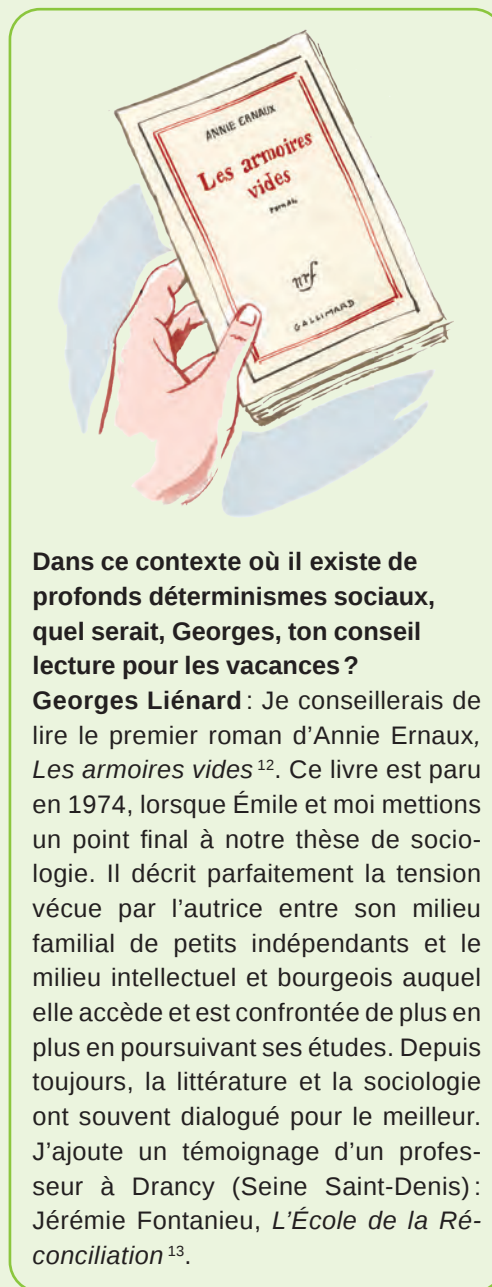 ANNIE ERNAUX
Les armoires
vides
nrf
GALLIMARD
Dans ce contexte où il existe de
profonds déterminismes sociaux,
quel serait, Georges, ton conseil
lecture pour les vacances ?
Georges Liénard : Je conseillerais de
lire le premier roman d’Annie Ernaux,
Les armoires vides 12. Ce livre est paru
en 1974, lorsque Émile et moi mettions
un point final à notre thèse de socio-
logie. Il décrit parfaitement la tension
vécue par l’autrice entre son milieu
familial de petits indépendants et le
milieu intellectuel et bourgeois auquel
elle accède et est confrontée de plus en
plus en poursuivant ses études. Depuis
toujours, la littérature et la sociologie
ont souvent dialogué pour le meilleur.
J’ajoute un témoignage d’un profes-
seur à Drancy (Seine Saint-Denis) :
Jérémie Fontanieu, L’École de la Ré-
conciliation 13.